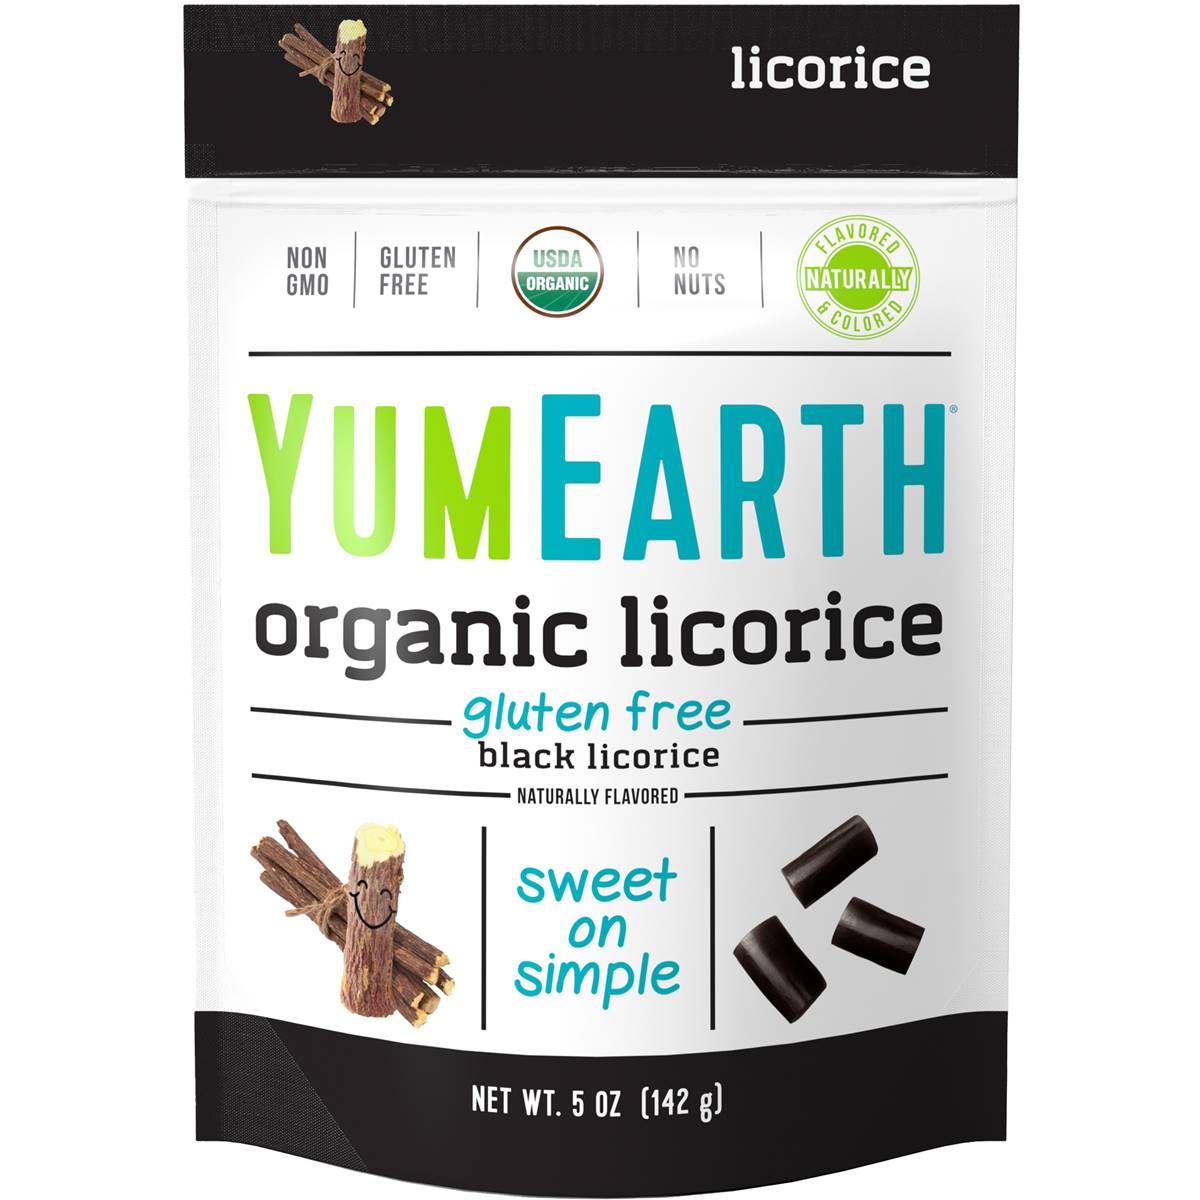 licorice
NON
GMO
GLUTEN
FREE
USDA
ORGANIC
NO
NUTS
FLAVORED
NATURALLY
& COLORED
YUMEARTH®
organic licorice
gluten free
black licorice
NATURALLY FLAVORED
sweet
on
simple
NET WT. 5 OZ (142 g)